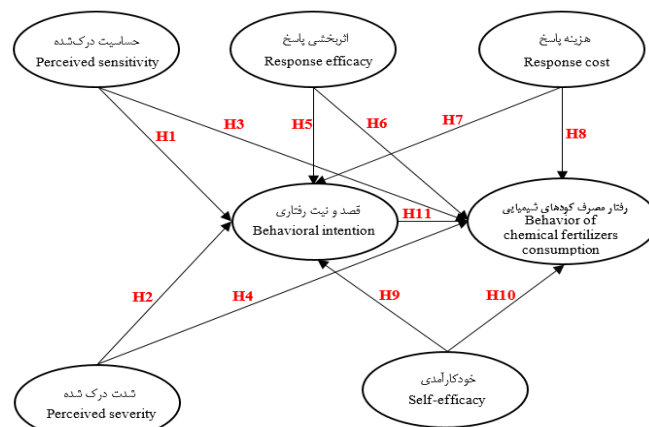 حساسیت درک‌شده
Perceived sensitivity
اثربخشی پاسخ
Response efficacy
هزینه پاسخ
Response cost
H1
H3
H5
H6
H7
H8
قصد و نیت رفتاری
Behavioral intention
H11
رفتار مصرف کودهای شیمیایی
Behavior of
chemical fertilizers
consumption
H2
H4
H9
H10
شدت درک شده
Perceived severity
خودکارآمدی
Self-efficacy